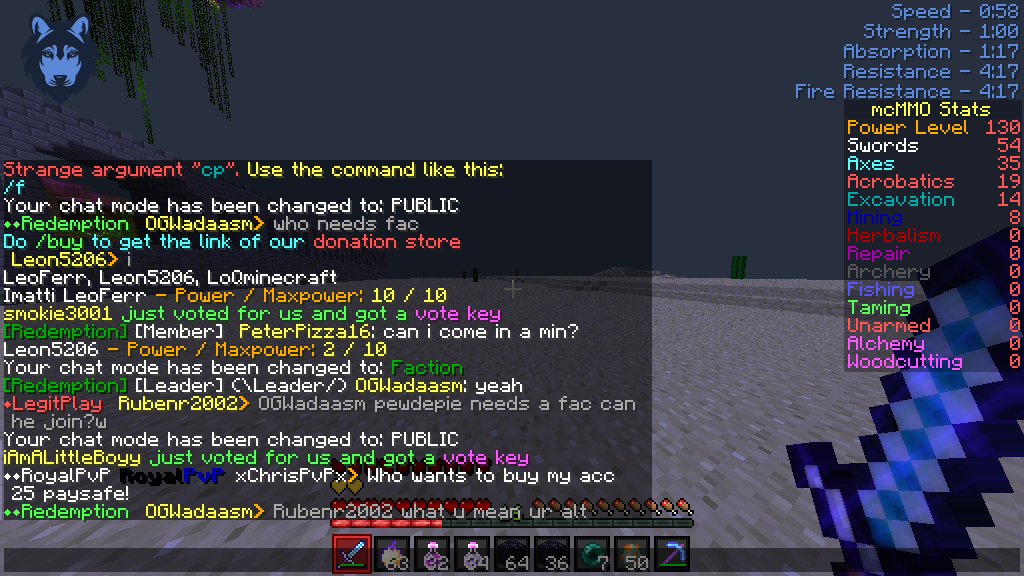 Speed - 0:58
Strength - 1:00
Absorption - 1:17
Resistance - 4:17
Fire Resistance - 4:17
mcMMO Stats
Power Level 130
Swords 54
Axes 35
Acrobatics 19
Excavation 14
Mining 8
Herbalism 0
Repair 0
Archery 0
Fishing 0
Taming 0
Unarmed 0
Alchemy 0
Woodcutting 0
Strange argument "cp". Use the command like this:
/f
Your chat mode has been changed to: PUBLIC
••Redemption OGWadaasm> who needs fac
Do /buy to get the link of our donation store
Leon5206> i
LeoFerr, Leon5206, LoOminecraft
Imatti LeoFerr - Power / Maxpower: 10 / 10
smokie3001 just voted for us and got a vote key
[Redemption] [Member] PeterPizza16: can i come in a min?
Leon5206 - Power / Maxpower: 2 / 10
Your chat mode has been changed to: Faction
[Redemption] [Leader] (\Leader/) OGWadaasm: yeah
•LegitPlay Rubenr2002> OGWadaasm pewdepie needs a fac can
he join?w
Your chat mode has been changed to: PUBLIC
iAmALittleBoyy just voted for us and got a vote key
••RoyalPvP RoyalPvP xChrisPvPx> Who wants to buy my acc
25 paysafe!
••Redemption OGWadaasm> Rubenr2002 what u mean ur alt
64 36 7 50